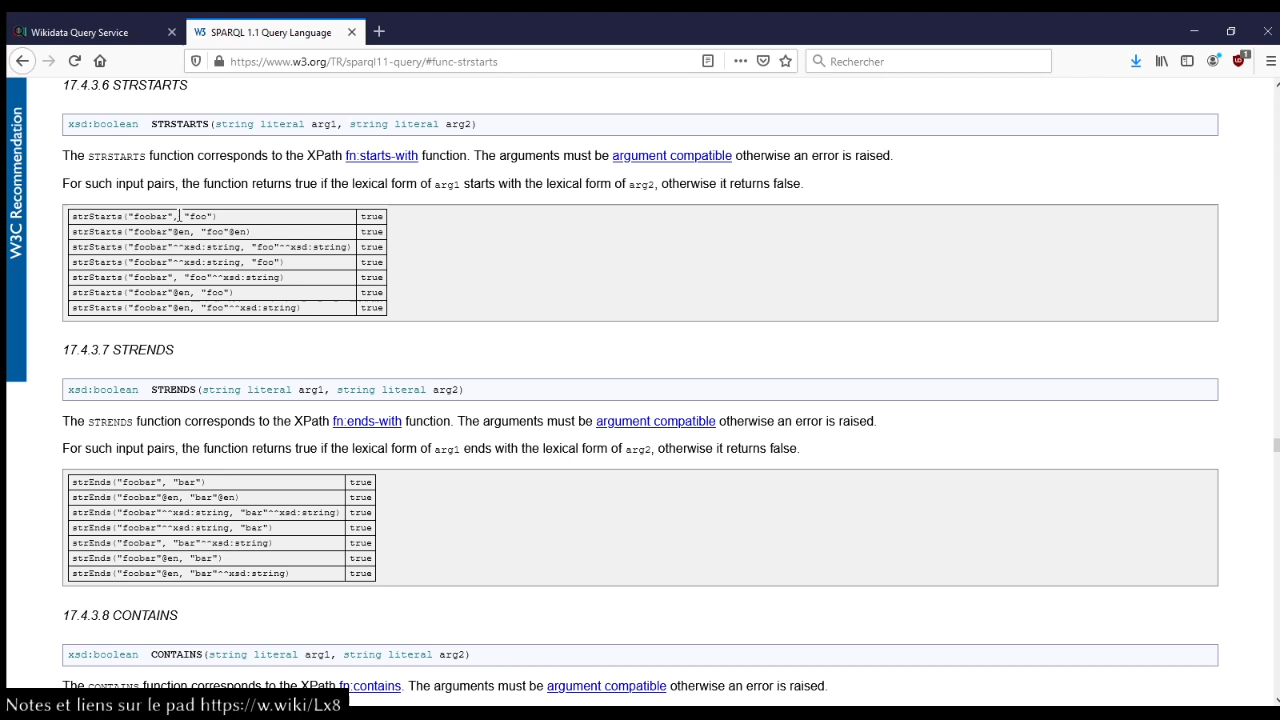 Wikidata Query Service
SPARQL 1.1 Query Language
https://www.w3.org/TR/sparql11-query/#func-strstarts
Rechercher
1
W3C Recommendation
17.4.3.6 STRSTARTS
xsd:boolean STRSTARTS(string literal arg1, string literal arg2)
The STRSTARTS function corresponds to the XPath fn:starts-with function. The arguments must be argument compatible otherwise an error is raised.
For such input pairs, the function returns true if the lexical form of arg1 starts with the lexical form of arg2, otherwise it returns false.
strStarts("foobar", "foo") true
strStarts("foobar"@en, "foo"@en) true
strStarts("foobar"^^xsd:string, "foo"^^xsd:string) true
strStarts("foobar"^^xsd:string, "foo") true
strStarts("foobar", "foo"^^xsd:string) true
strStarts("foobar"@en, "foo") true
strStarts("foobar"@en, "foo"^^xsd:string) true
17.4.3.7 STRENDS
xsd:boolean STRENDS(string literal arg1, string literal arg2)
The STRENDS function corresponds to the XPath fn:ends-with function. The arguments must be argument compatible otherwise an error is raised.
For such input pairs, the function returns true if the lexical form of arg1 ends with the lexical form of arg2, otherwise it returns false.
strEnds("foobar", "bar") true
strEnds("foobar"@en, "bar"@en) true
strEnds("foobar"^^xsd:string, "bar"^^xsd:string) true
strEnds("foobar"^^xsd:string, "bar") true
strEnds("foobar", "bar"^^xsd:string) true
strEnds("foobar"@en, "bar") true
strEnds("foobar"@en, "bar"^^xsd:string) true
17.4.3.8 CONTAINS
xsd:boolean CONTAINS(string literal arg1, string literal arg2)
The CONTAINS function corresponds to the XPath fn:contains. The arguments must be argument compatible otherwise an error is raised.
Notes et liens sur le pad https://w.wiki/Lx8